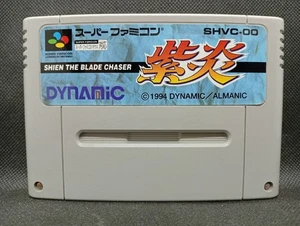 スーパーファミコン SHVC-OO
紫炎
SHIEN THE BLADE CHASER
DYNAMiC
©1994 DYNAMIC/ALMANIC